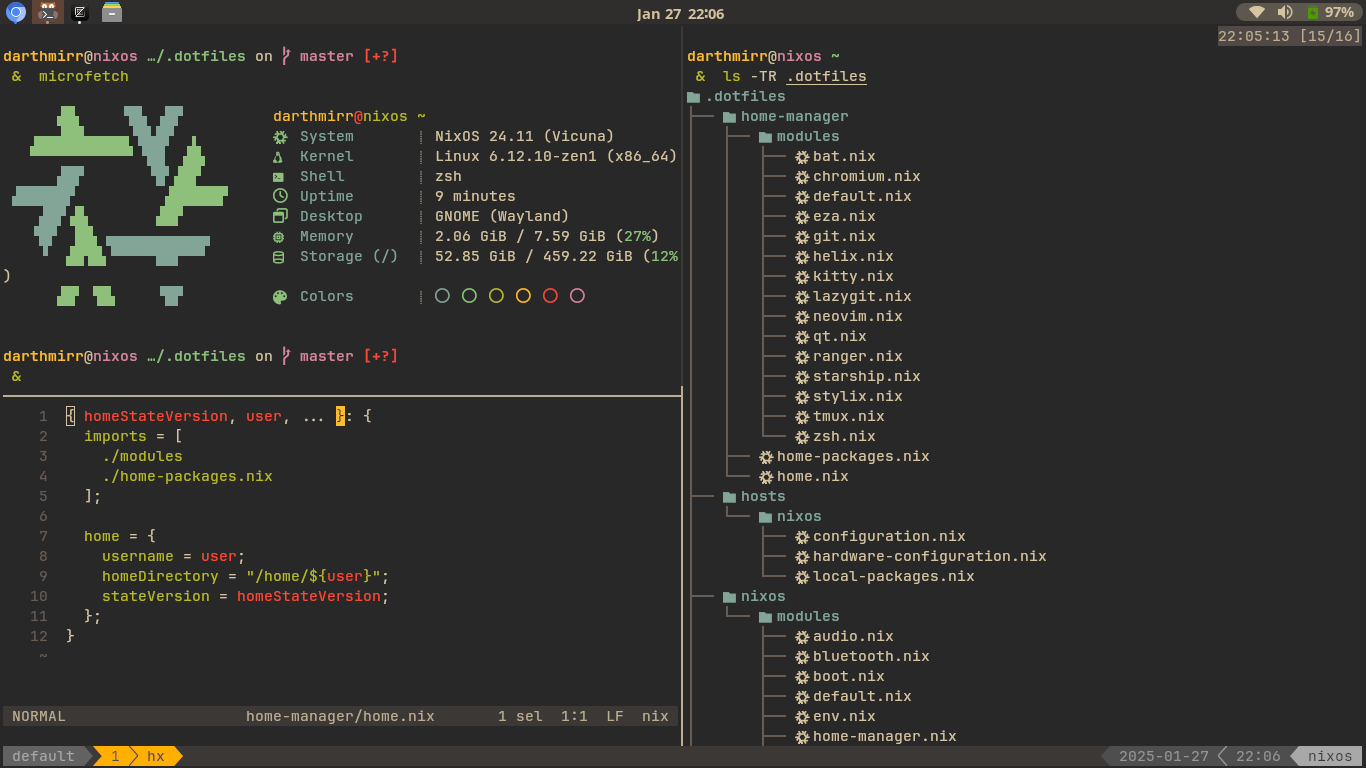 Jan 27 22:06
97%
darthmirr@nixos …/.dotfiles on master [+?]
& microfetch
darthmirr@nixos ~
System NixOS 24.11 (Vicuna)
Kernel Linux 6.12.10-zen1 (x86_64)
Shell zsh
Uptime 9 minutes
Desktop GNOME (Wayland)
Memory 2.06 GiB / 7.59 GiB (27%)
Storage (/) 52.85 GiB / 459.22 GiB (12%
)
Colors
darthmirr@nixos …/.dotfiles on master [+?]
&
1 { homeStateVersion, user, ... }: {
2 imports = [
3 ./modules
4 ./home-packages.nix
5 ];
6
7 home = {
8 username = user;
9 homeDirectory = "/home/${user}";
10 stateVersion = homeStateVersion;
11 };
12 }
~
NORMAL home-manager/home.nix 1 sel 1:1 LF nix
22:05:13 [15/16]
darthmirr@nixos ~
& ls -TR .dotfiles
.dotfiles
home-manager
modules
bat.nix
chromium.nix
default.nix
eza.nix
git.nix
helix.nix
kitty.nix
lazygit.nix
neovim.nix
qt.nix
ranger.nix
starship.nix
stylix.nix
tmux.nix
zsh.nix
home-packages.nix
home.nix
hosts
nixos
configuration.nix
hardware-configuration.nix
local-packages.nix
nixos
modules
audio.nix
bluetooth.nix
boot.nix
default.nix
env.nix
home-manager.nix
default 1 hx 2025-01-27 22:06 nixos